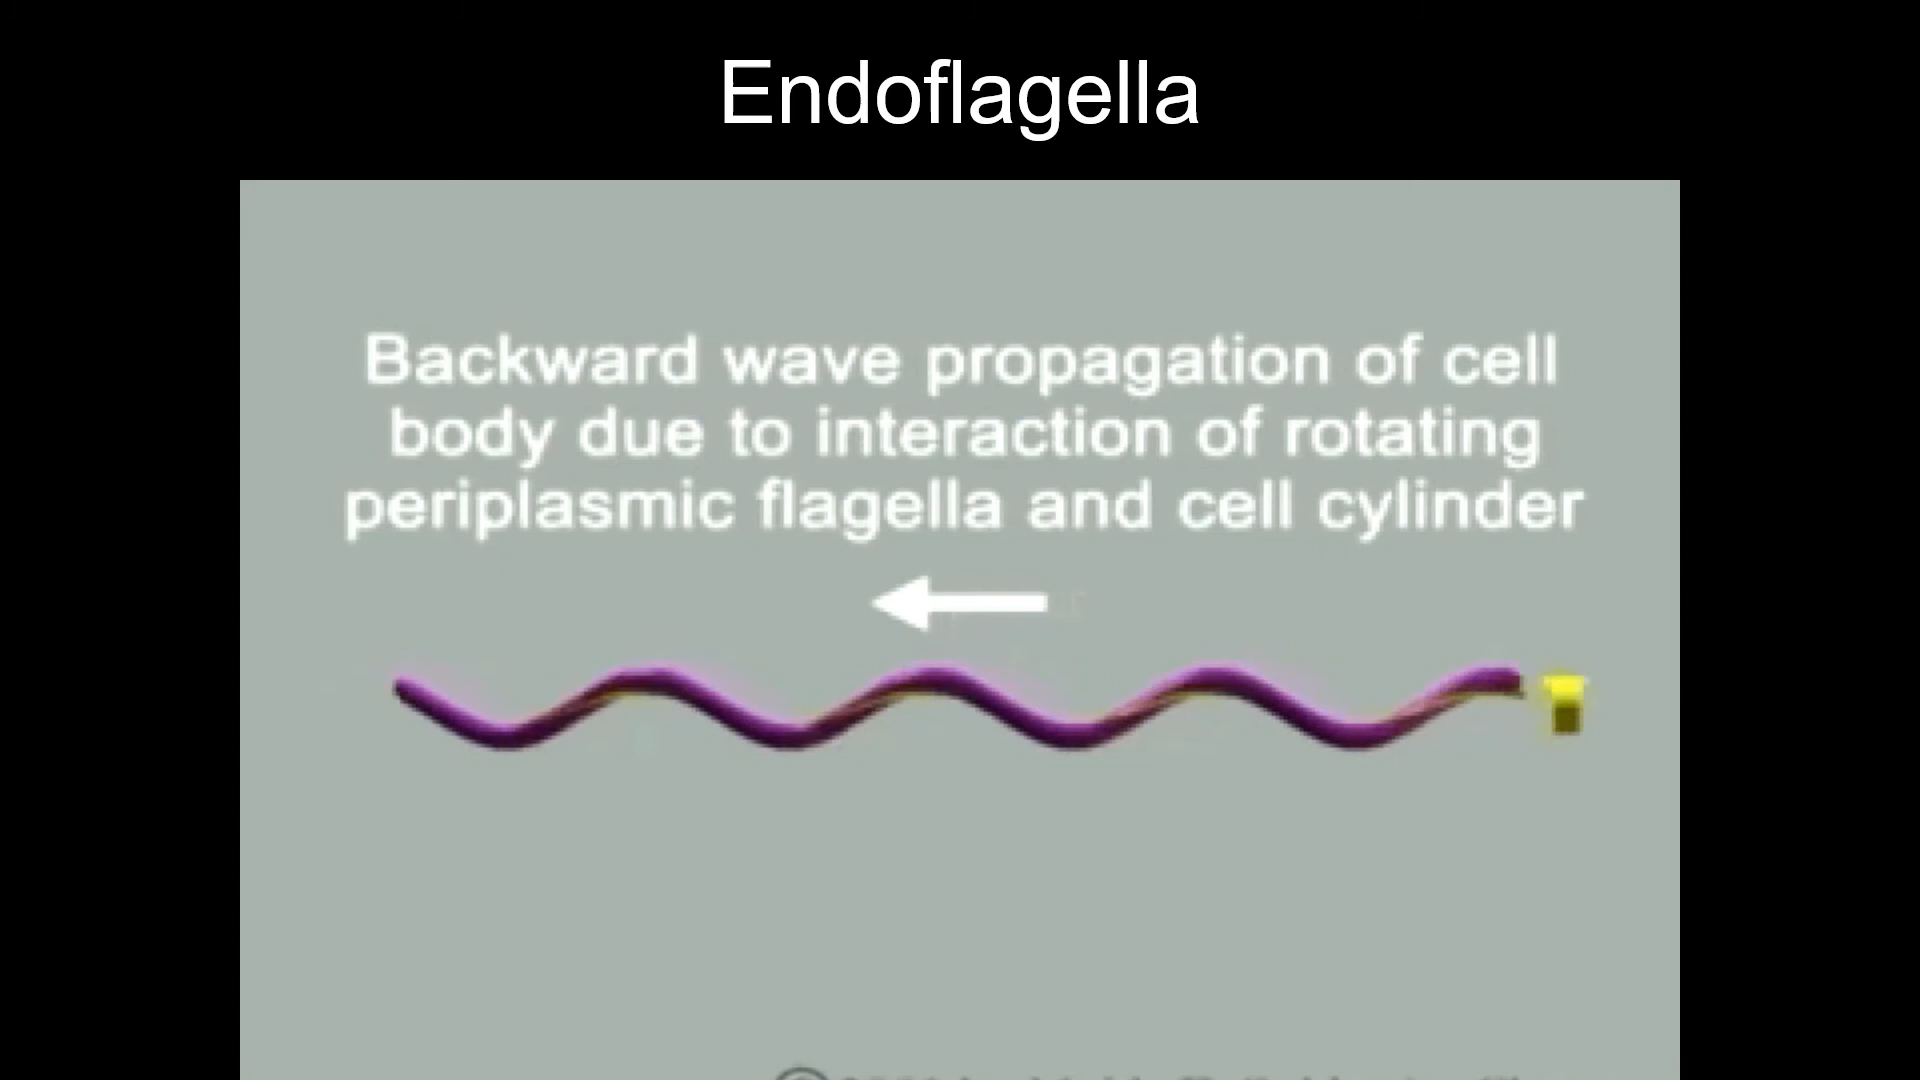 Endoflagella
Backward wave propagation of cell
body due to interaction of rotating
periplasmic flagella and cell cylinder